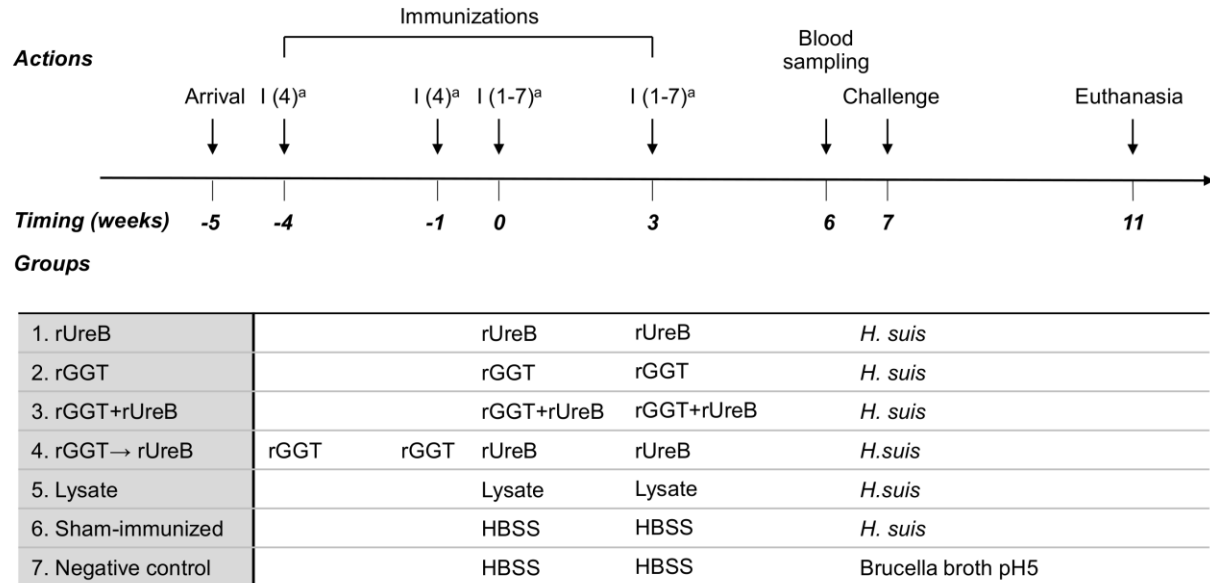 Immunizations
Actions
Blood
sampling
Arrival I (4)ᵃ I (4)ᵃ I (1-7)ᵃ I (1-7)ᵃ Challenge Euthanasia
Timing (weeks) -5 -4 -1 0 3 6 7 11
Groups
1. rUreB rUreB rUreB H. suis
2. rGGT rGGT rGGT H. suis
3. rGGT+rUreB rGGT+rUreB rGGT+rUreB H. suis
4. rGGT→ rUreB rGGT rGGT rUreB rUreB H.suis
5. Lysate Lysate Lysate H.suis
6. Sham-immunized HBSS HBSS H. suis
7. Negative control HBSS HBSS Brucella broth pH5